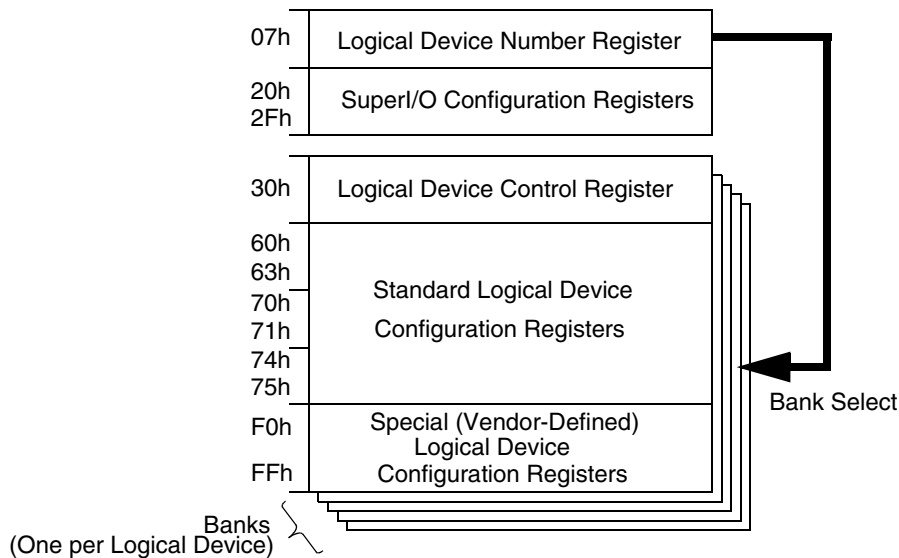 07h
Logical Device Number Register
20h
SuperI/O Configuration Registers
2Fh
30h
Logical Device Control Register
60h
63h
Standard Logical Device
70h
71h
Configuration Registers
74h
75h
Bank Select
F0h
Special (Vendor-Defined)
Logical Device
FFh
Configuration Registers
Banks
(One per Logical Device)